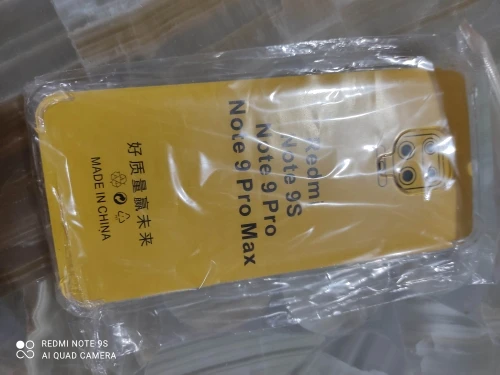 Redmi
Note 9S
Note 9 Pro
Note 9 Pro Max
好质量赢未来
MADE IN CHINA
REDMI NOTE 9S
AI QUAD CAMERA